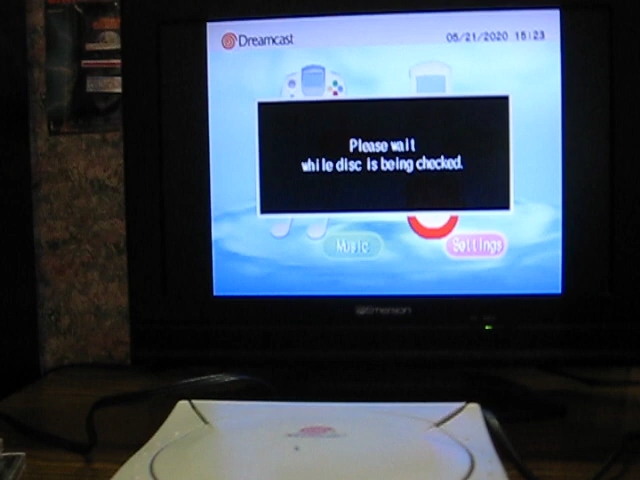 Dreamcast
05/21/2020 15:23
Please wait
while disc is being checked.
Music
Settings
Emerson